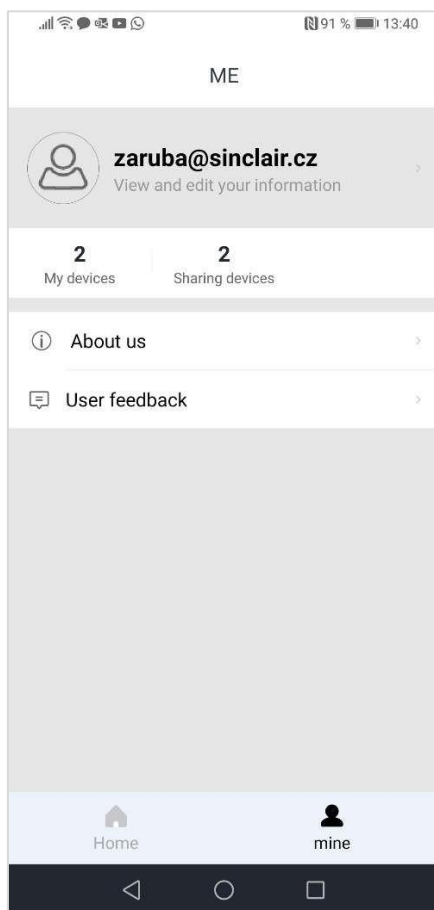 91 % 13:40
ME
zaruba@sinclair.cz
View and edit your information
2 2
My devices Sharing devices
About us
User feedback
Home mine